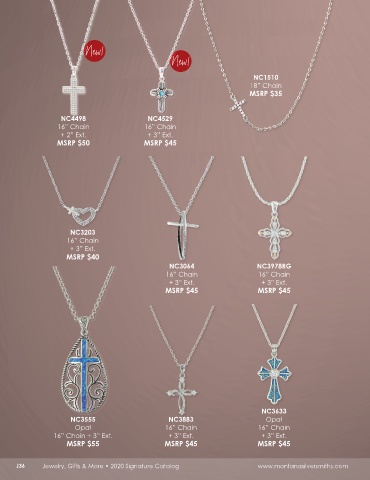 New!
New!
NC1510
18" Chain
MSRP $35
NC4498
16" Chain
+ 2" Ext.
MSRP $50
NC4529
16" Chain
+ 3" Ext.
MSRP $45
NC3203
16" Chain
+ 3" Ext.
MSRP $40
NC3064
16" Chain
+ 3" Ext.
MSRP $45
NC3978RG
16" Chain
+ 3" Ext.
MSRP $45
NC3555
Opal
16" Chain + 3" Ext.
MSRP $55
NC3883
16" Chain
+ 3" Ext.
MSRP $45
NC3633
Opal
16" Chain
+ 3" Ext.
MSRP $45
Jewelry, Gifts & More • 2020 Signature Catalog
www.montanasilversmiths.com